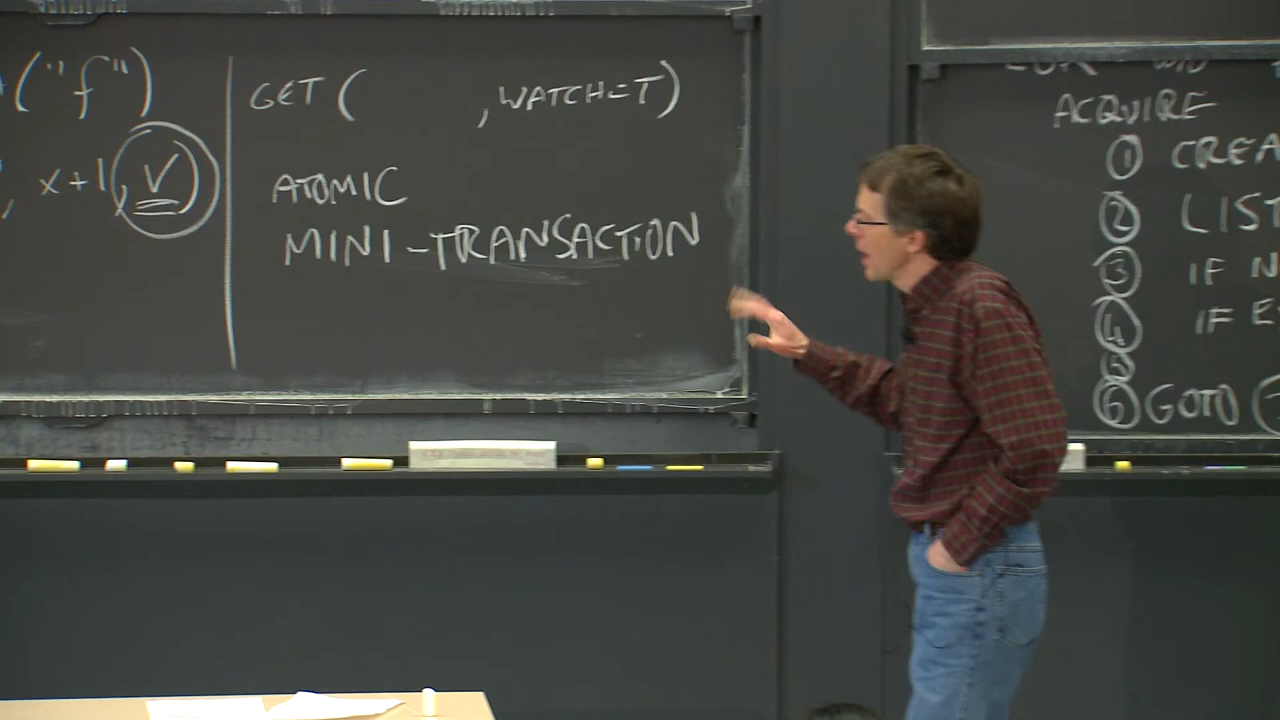 ("f")
, x+1, V
GET ( , WATCH=T)
ATOMIC
MINI-TRANSACTION
ACQUIRE
① CREA
② LIST
③ IF N
④ IF E
⑤
⑥ GOTO